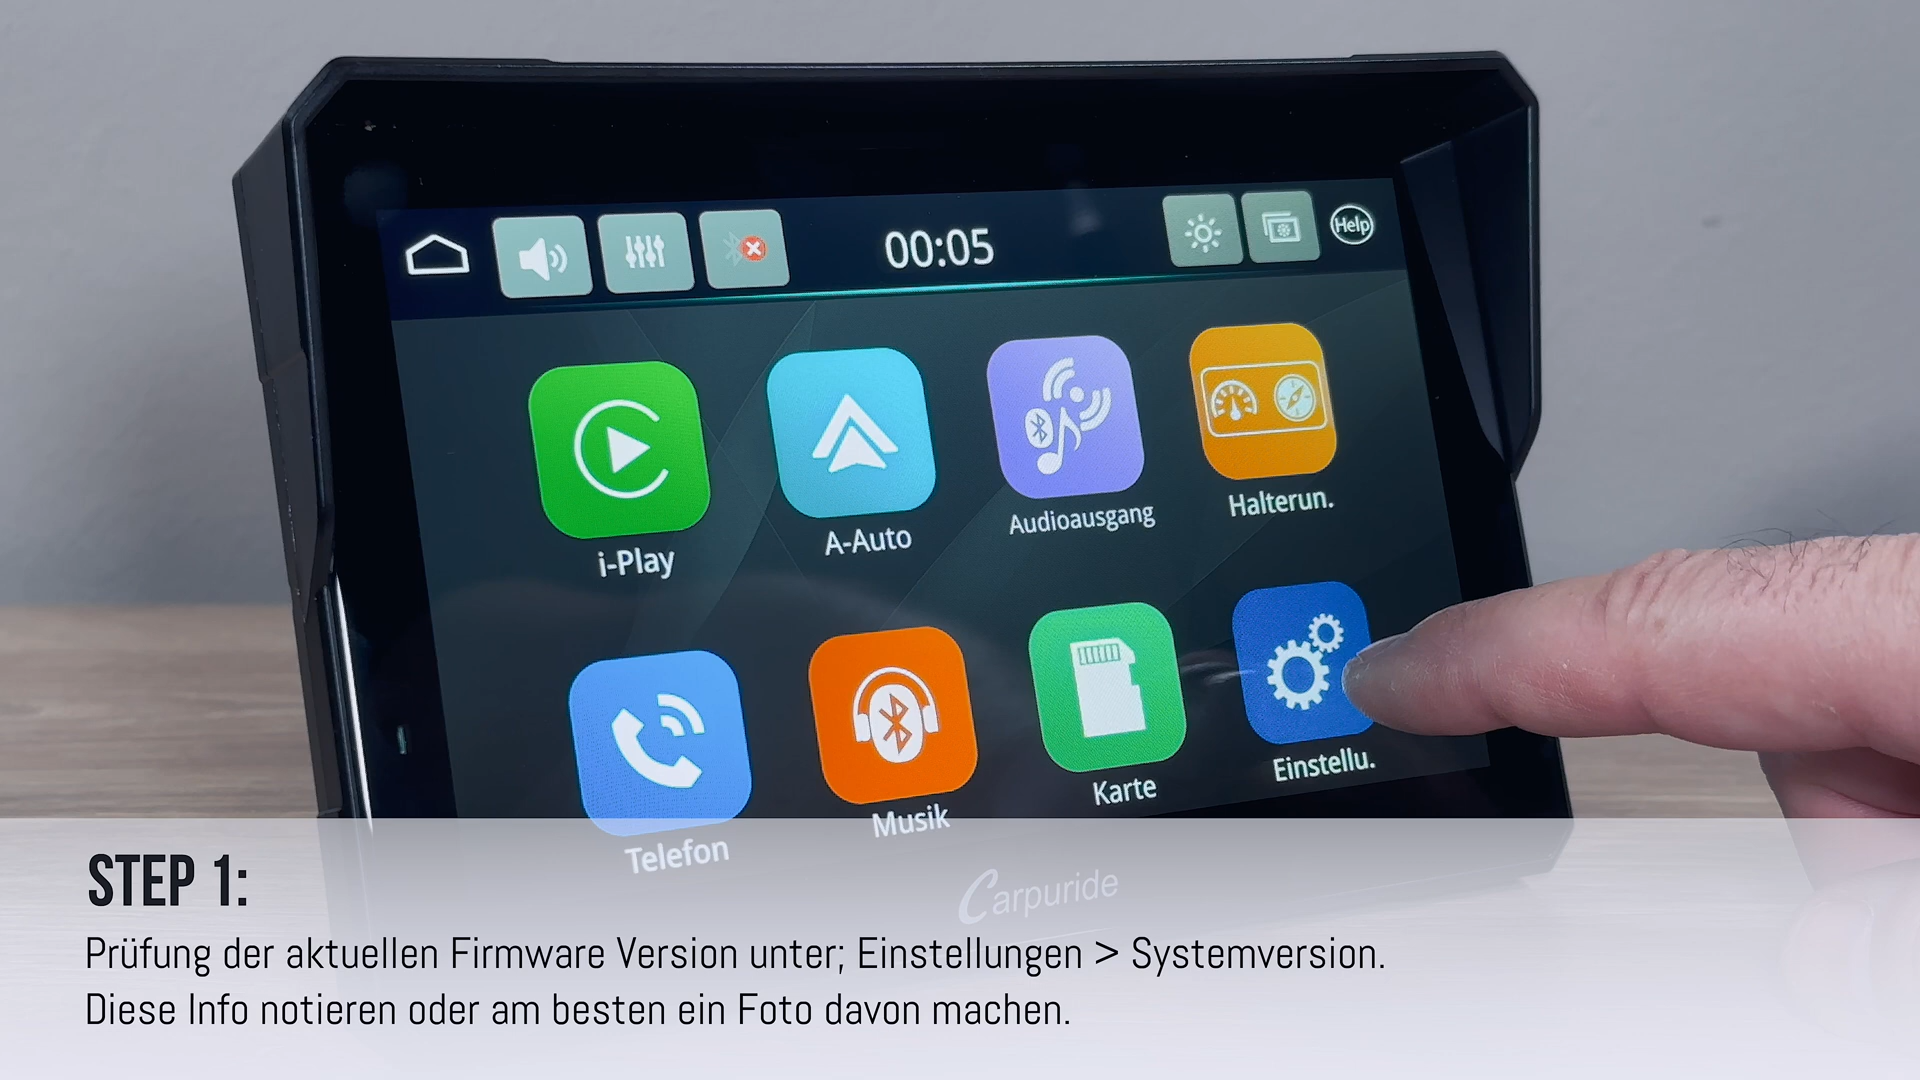 00:05
Help
i-Play
A-Auto
Audioausgang
Halterun.
Telefon
Musik
Karte
Einstellu.
Carpuride
STEP 1:
Prüfung der aktuellen Firmware Version unter; Einstellungen > Systemversion.
Diese Info notieren oder am besten ein Foto davon machen.